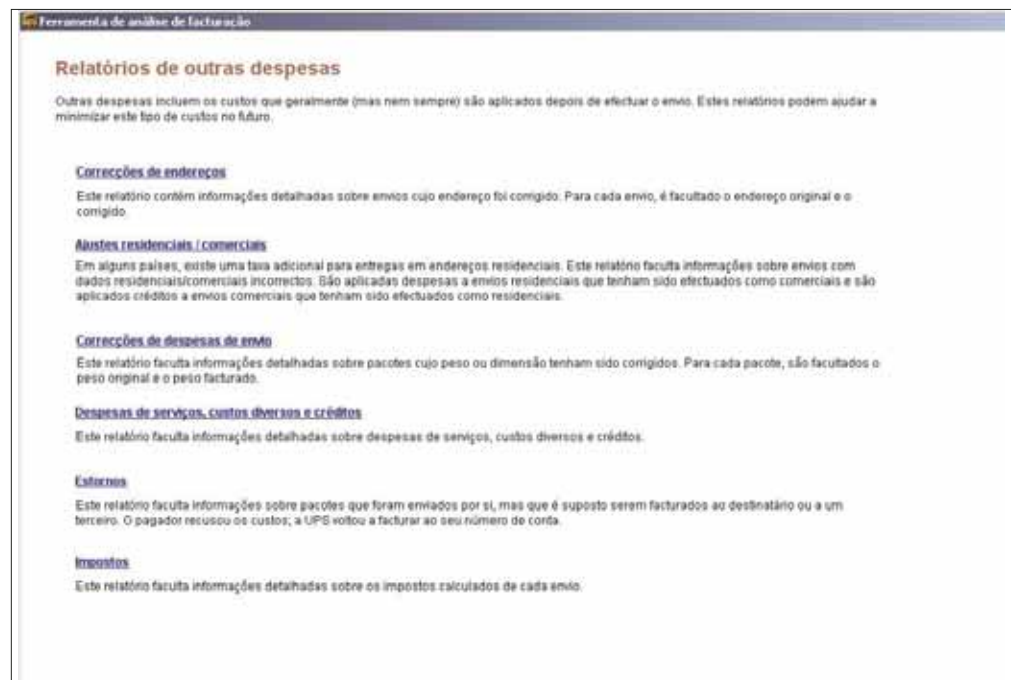 Ferramenta de análise de facturação
Relatórios de outras despesas
Outras despesas incluem os custos que geralmente (mas nem sempre) são aplicados depois de efectuar o envio. Estes relatórios podem ajudar a
minimizar este tipo de custos no futuro.
Correcções de endereços
Este relatório contém informações detalhadas sobre envios cujo endereço foi corrigido. Para cada envio, é facultado o endereço original e o
corrigido.
Ajustes residenciais / comerciais
Em alguns países, existe uma taxa adicional para entregas em endereços residenciais. Este relatório faculta informações sobre envios com
dados residenciais/comerciais incorrectos. São aplicadas despesas a envios residenciais que tenham sido efectuados como comerciais e são
aplicados créditos a envios comerciais que tenham sido efectuados como residenciais.
Correcções de despesas de envio
Este relatório faculta informações detalhadas sobre pacotes cujo peso ou dimensão tenham sido corrigidos. Para cada pacote, são facultados o
peso original e o peso facturado.
Despesas de serviços, custos diversos e créditos
Este relatório faculta informações detalhadas sobre despesas de serviços, custos diversos e créditos.
Estornos
Este relatório faculta informações sobre pacotes que foram enviados por si, mas que é suposto serem facturados ao destinatário ou a um
terceiro. O pagador recusou os custos; a UPS voltou a facturar ao seu número de conta.
Impostos
Este relatório faculta informações detalhadas sobre os impostos calculados de cada envio.